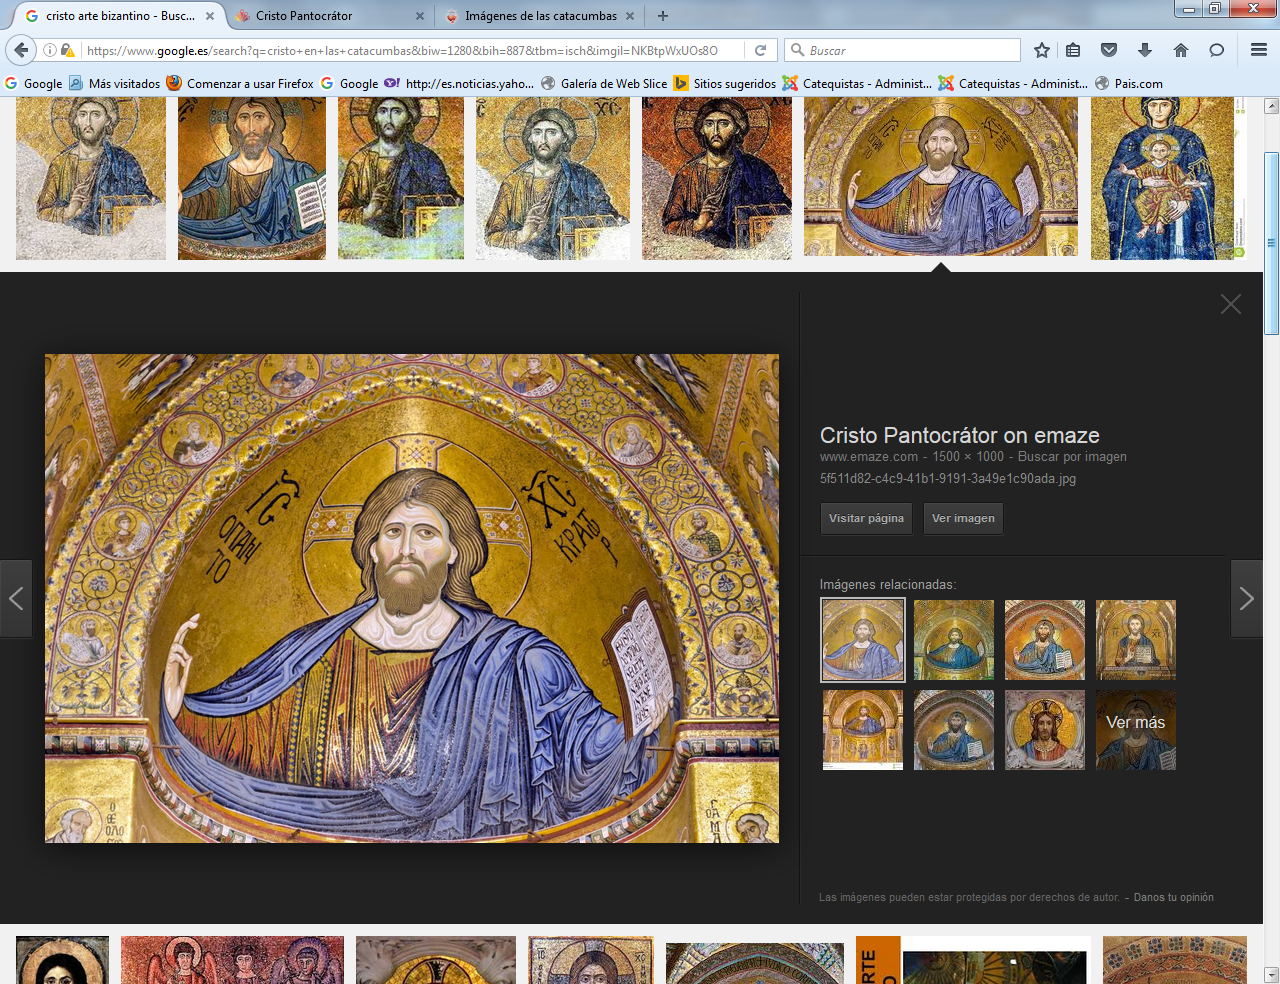 cristo arte bizantino - Busc...
Cristo Pantocrátor
Imágenes de las catacumbas
https://www.google.es/search?q=cristo+en+las+catacumbas&biw=1280&bih=887&tbm=isch&imgil=NKBtpWxUOs8O
Buscar
Google
Más visitados
Comenzar a usar Firefox
Google
http://es.noticias.yaho...
Galería de Web Slice
Sitios sugeridos
Catequistas - Administ...
Catequistas - Administ...
Pais.com
Cristo Pantocrátor on emaze
www.emaze.com - 1500 × 1000 - Buscar por imagen
5f511d82-c4c9-41b1-9191-3a49e1c90ada.jpg
Visitar página
Ver imagen
Imágenes relacionadas:
Ver más
Las imágenes pueden estar protegidas por derechos de autor. - Danos tu opinión